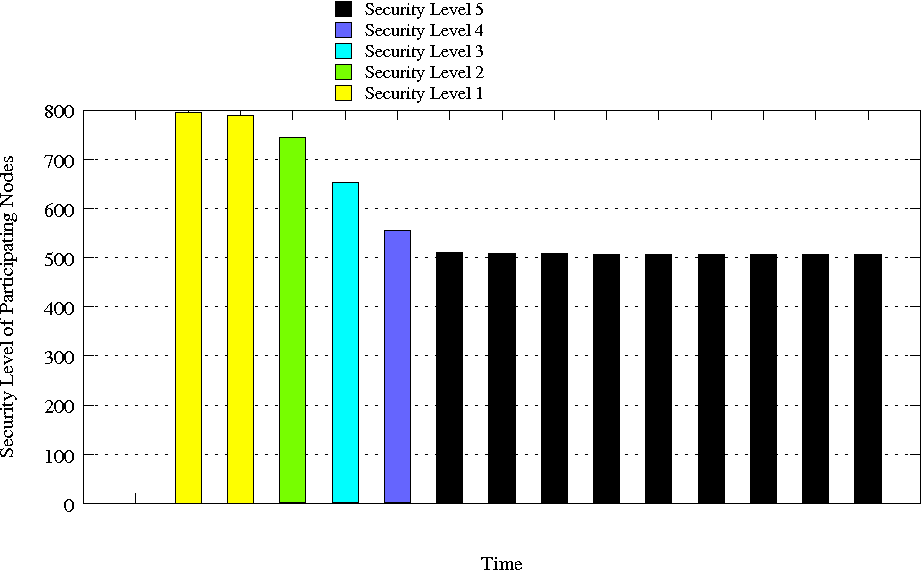 Security Level 5
Security Level 4
Security Level 3
Security Level 2
Security Level 1
800
700
600
500
400
300
200
100
0
Security Level of Participating Nodes
Time